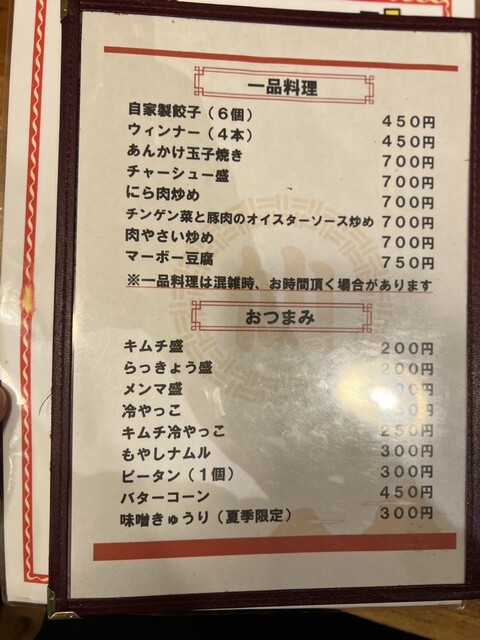 一品料理
自家製餃子（６個） ４５０円
ウィンナー（４本） ４５０円
あんかけ玉子焼き ７００円
チャーシュー盛 ７００円
にら肉炒め ７００円
チンゲン菜と豚肉のオイスターソース炒め ７００円
肉やさい炒め ７００円
マーボー豆腐 ７５０円
※一品料理は混雑時、お時間頂く場合があります
おつまみ
キムチ盛 ２００円
らっきょう盛 ２００円
メンマ盛
冷やっこ
キムチ冷やっこ ２５０円
もやしナムル ３００円
ピータン（１個） ３００円
バターコーン ４５０円
味噌きゅうり（夏季限定） ３００円